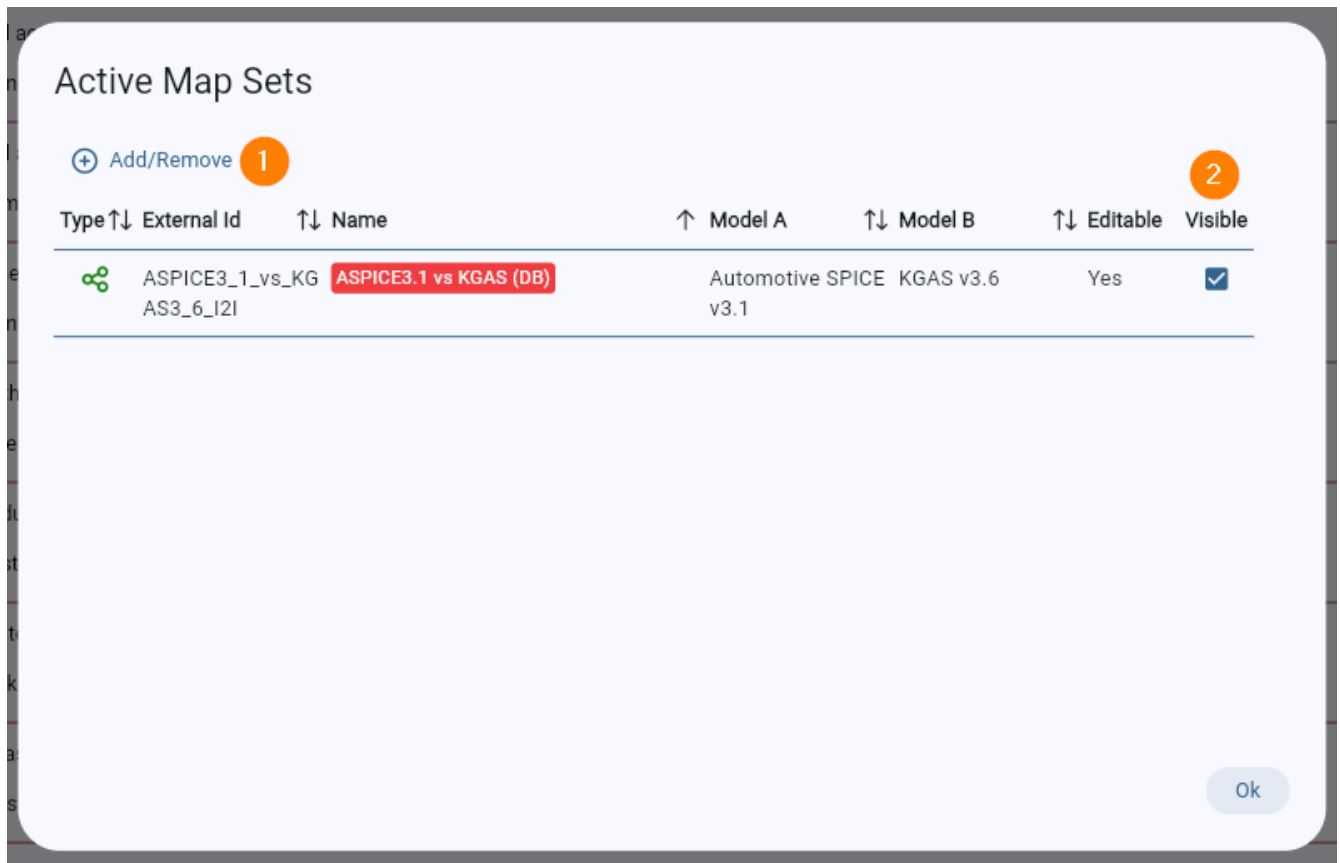 Active Map Sets
Add/Remove 1
2
Type External Id Name Model A Model B Editable Visible
ASPICE3_1_vs_KG ASPICE3.1 vs KGAS (DB) Automotive SPICE KGAS v3.6 Yes
AS3_6_I2I v3.1
Ok